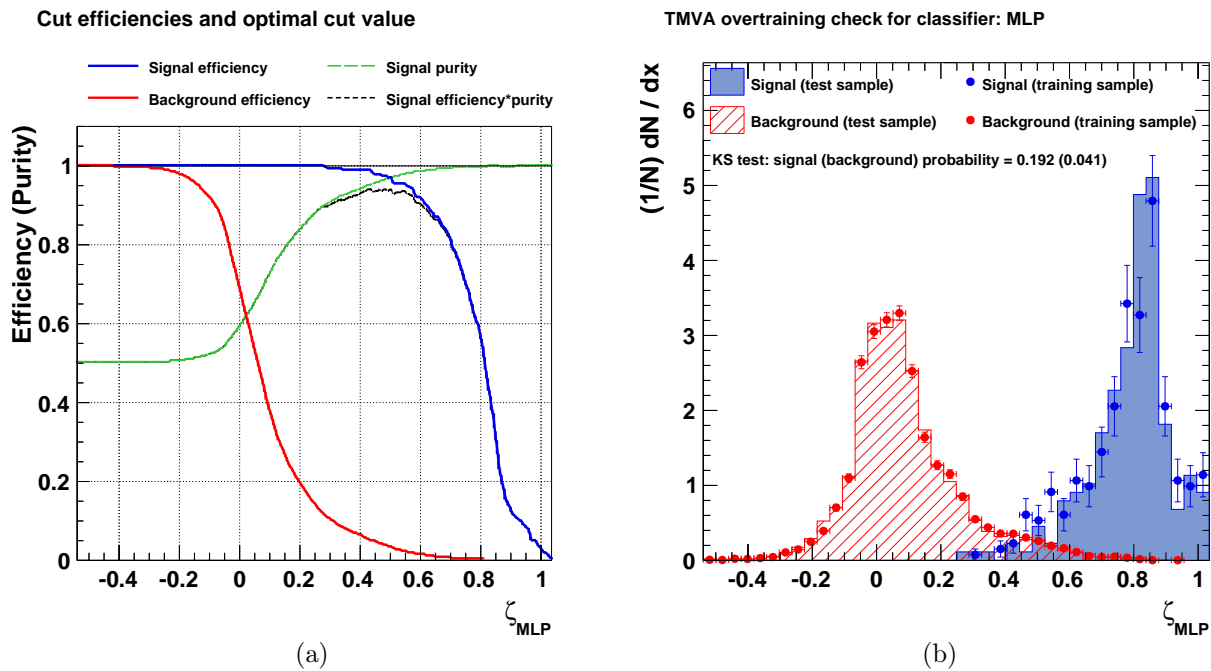 Cut efficiencies and optimal cut value
Signal efficiency
Signal purity
Background efficiency
Signal efficiency*purity
Efficiency (Purity)
1
0.8
0.6
0.4
0.2
0
-0.4 -0.2 0 0.2 0.4 0.6 0.8 1
ζMLP
(a)
TMVA overtraining check for classifier: MLP
Signal (test sample)
Signal (training sample)
Background (test sample)
Background (training sample)
KS test: signal (background) probability = 0.192 (0.041)
(1/N) dN / dx
6
5
4
3
2
1
0
-0.4 -0.2 0 0.2 0.4 0.6 0.8 1
ζMLP
(b)